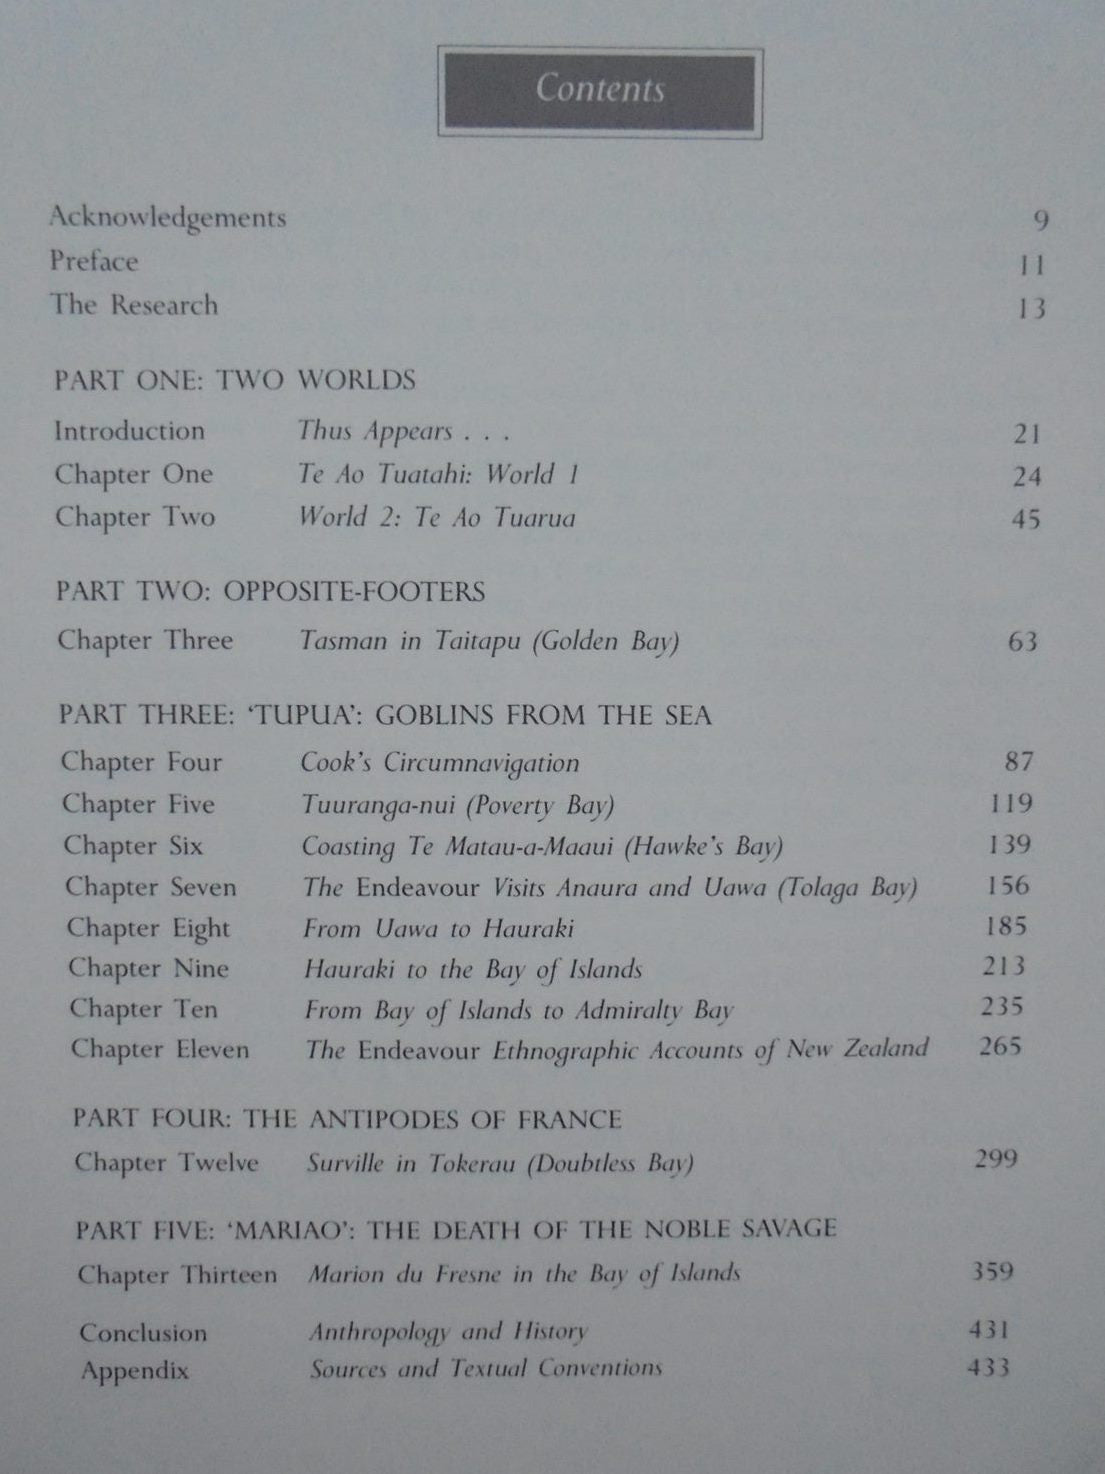 Contents
Acknowledgements 9
Preface 11
The Research 13
PART ONE: TWO WORLDS
Introduction Thus Appears . . . 21
Chapter One Te Ao Tuatahi: World 1 24
Chapter Two World 2: Te Ao Tuarua 45
PART TWO: OPPOSITE-FOOTERS
Chapter Three Tasman in Taitapu (Golden Bay) 63
PART THREE: ‘TUPUA’: GOBLINS FROM THE SEA
Chapter Four Cook’s Circumnavigation 87
Chapter Five Tuuranga-nui (Poverty Bay) 119
Chapter Six Coasting Te Matau-a-Maaui (Hawke’s Bay) 139
Chapter Seven The Endeavour Visits Anaura and Uawa (Tolaga Bay) 156
Chapter Eight From Uawa to Hauraki 185
Chapter Nine Hauraki to the Bay of Islands 213
Chapter Ten From Bay of Islands to Admiralty Bay 235
Chapter Eleven The Endeavour Ethnographic Accounts of New Zealand 265
PART FOUR: THE ANTIPODES OF FRANCE
Chapter Twelve Surville in Tokerau (Doubtless Bay) 299
PART FIVE: ‘MARIAO’: THE DEATH OF THE NOBLE SAVAGE
Chapter Thirteen Marion du Fresne in the Bay of Islands 359
Conclusion Anthropology and History 431
Appendix Sources and Textual Conventions 433